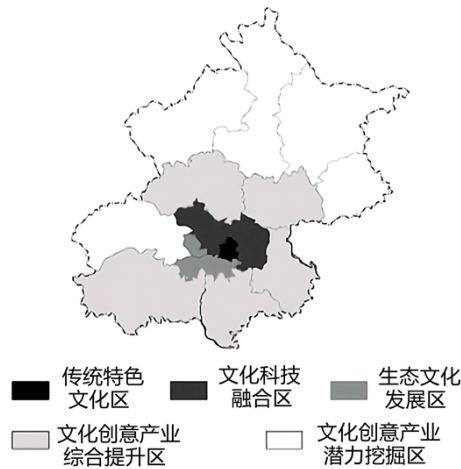 传统特色
文化区
文化科技
融合区
生态文化
发展区
文化创意产业
综合提升区
文化创意产业
潜力挖掘区